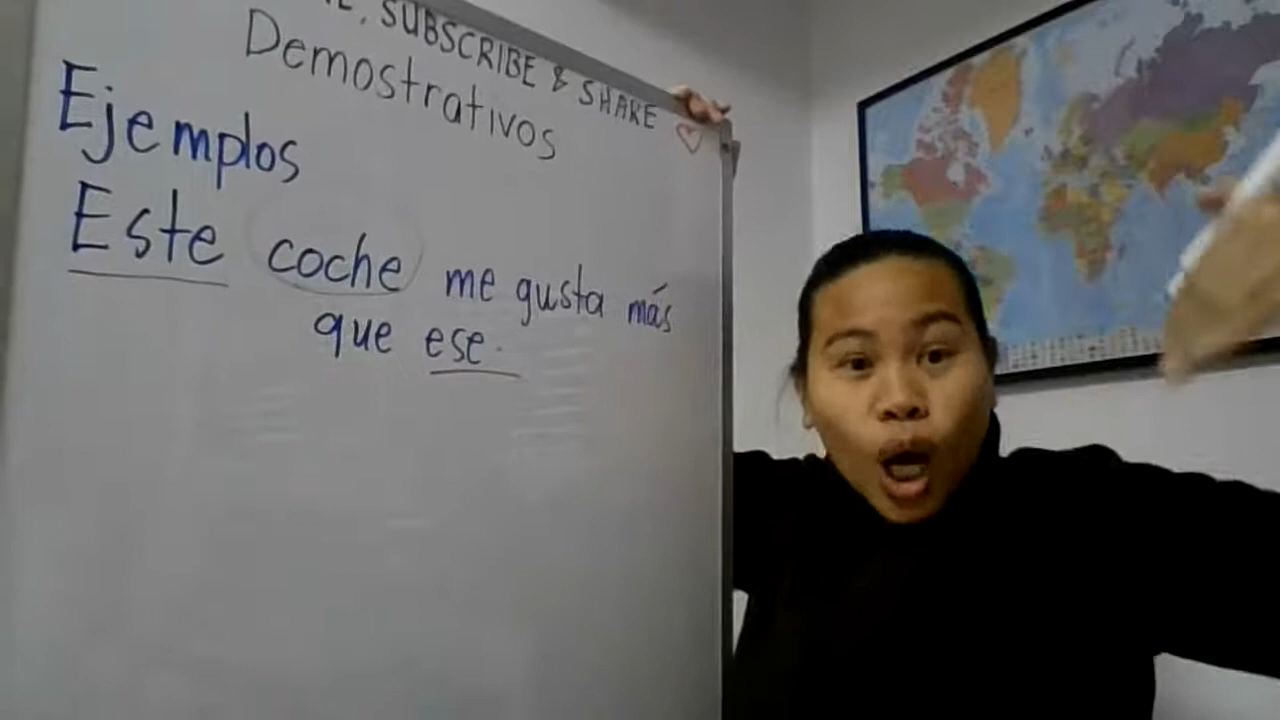 , SUBSCRIBE & SHARE
Demostrativos
Ejemplos
Este coche me gusta más
que ese.